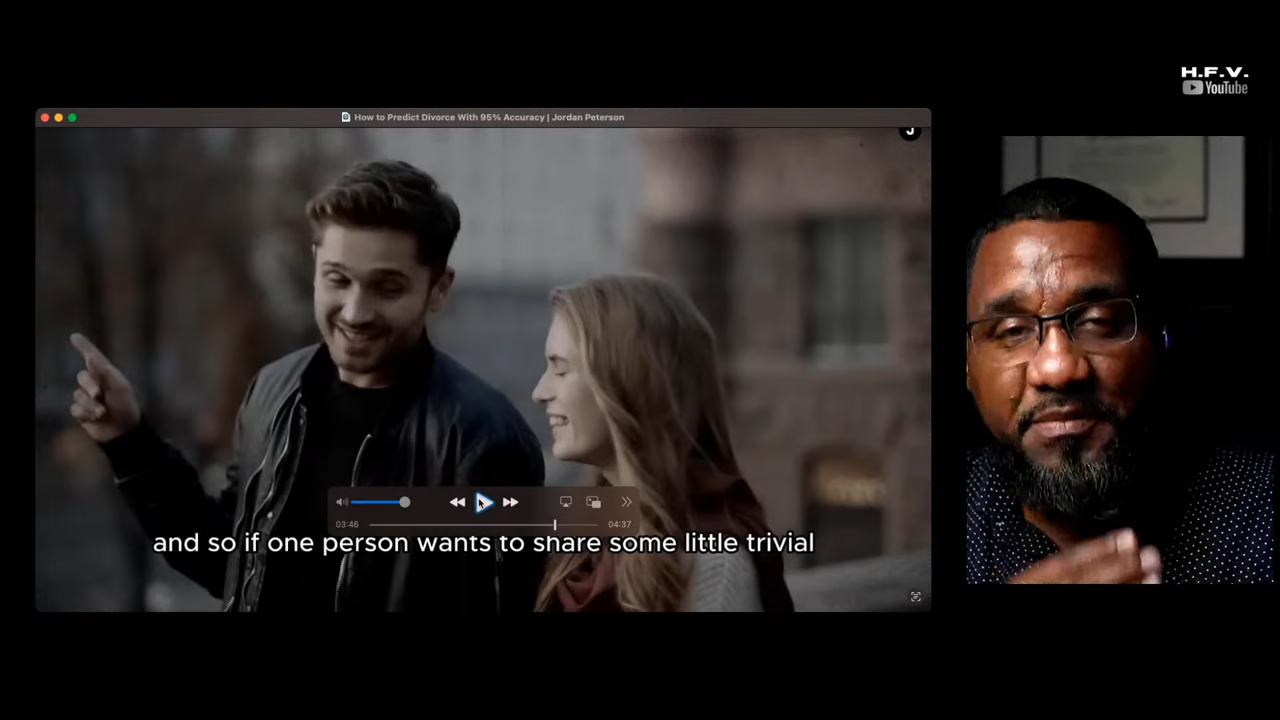 H.F.V.
YouTube
How to Predict Divorce With 95% Accuracy | Jordan Peterson
J
03:46
04:37
and so if one person wants to share some little trivial